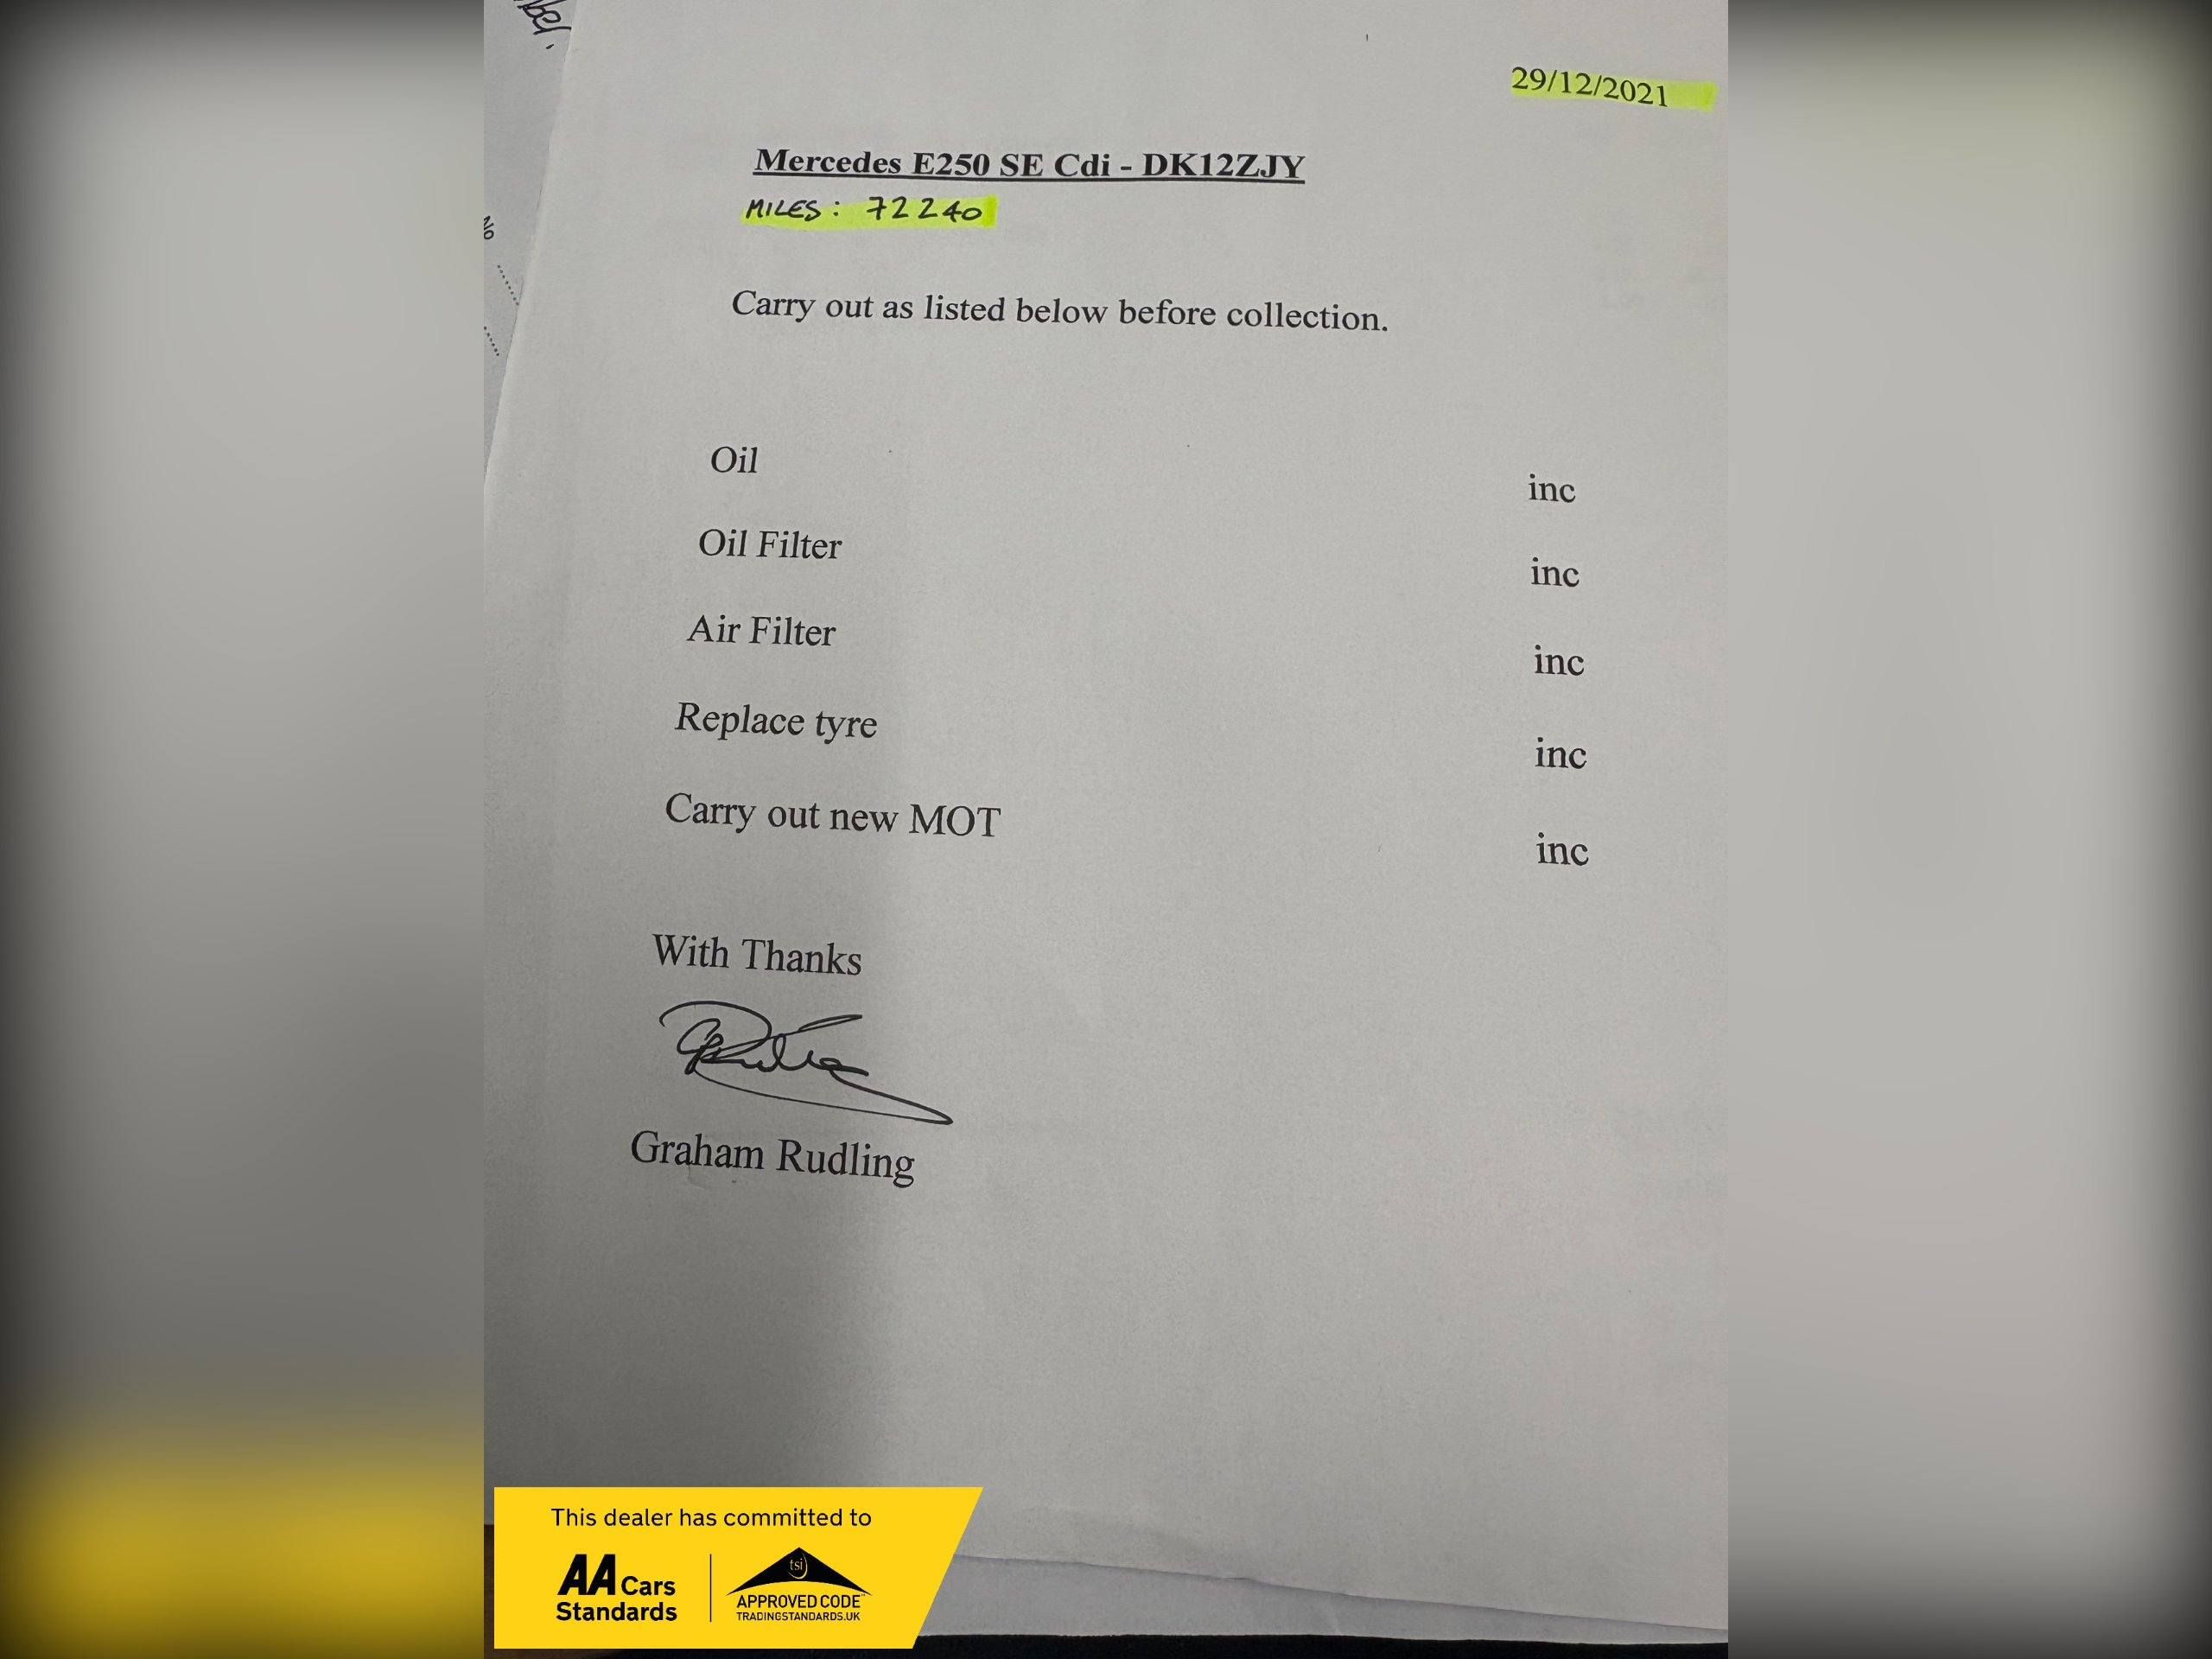 29/12/2021
Mercedes E250 SE Cdi - DK12ZJY
MILES: 72240
Carry out as listed below before collection.
Oil inc
Oil Filter inc
Air Filter inc
Replace tyre inc
Carry out new MOT inc
With Thanks
Graham Rudling
No
This dealer has committed to
AA Cars
Standards
tsi
APPROVED CODE
TRADINGSTANDARDS.UK